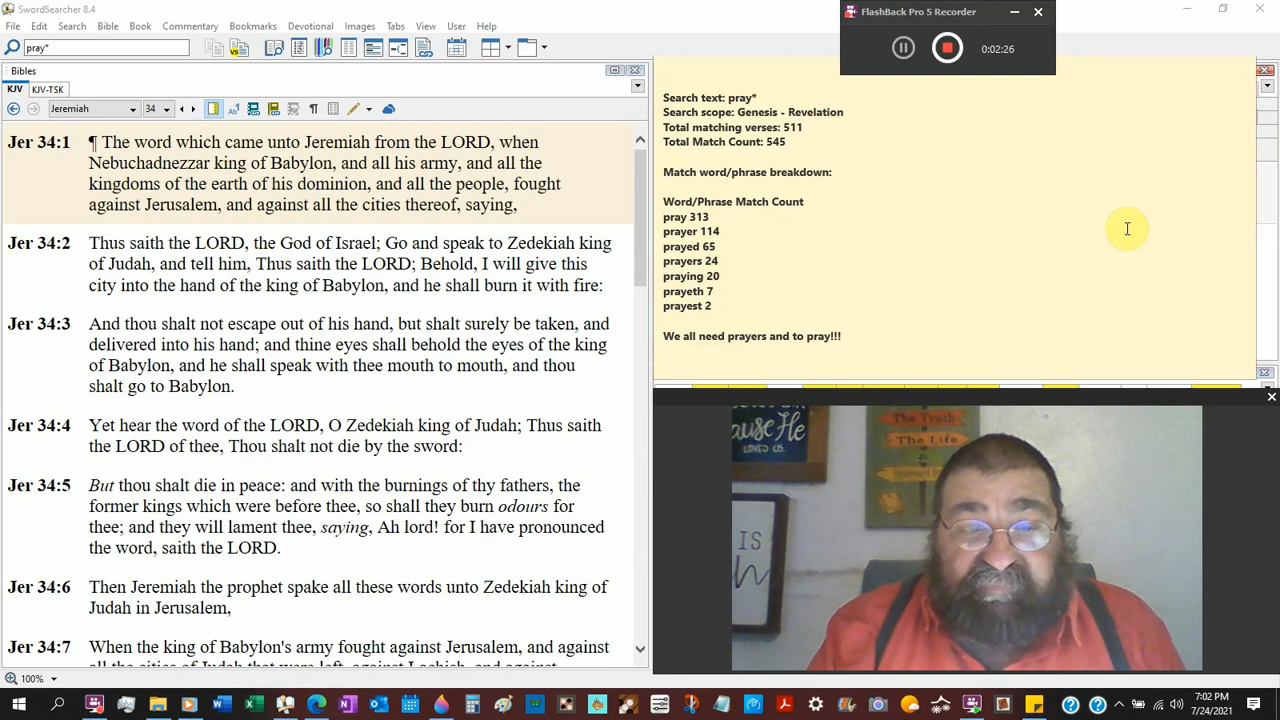 SwordSearcher 8.4
File Edit Search Bible Book Commentary Bookmarks Devotional Images Tabs View User Help
pray*
Bibles
KJV KJV-TSK
Jeremiah 34
Jer 34:1 ¶ The word which came unto Jeremiah from the LORD, when
Nebuchadnezzar king of Babylon, and all his army, and all the
kingdoms of the earth of his dominion, and all the people, fought
against Jerusalem, and against all the cities thereof, saying,
Jer 34:2 Thus saith the LORD, the God of Israel; Go and speak to Zedekiah king
of Judah, and tell him, Thus saith the LORD; Behold, I will give this
city into the hand of the king of Babylon, and he shall burn it with fire:
Jer 34:3 And thou shalt not escape out of his hand, but shalt surely be taken, and
delivered into his hand; and thine eyes shall behold the eyes of the king
of Babylon, and he shall speak with thee mouth to mouth, and thou
shalt go to Babylon.
Jer 34:4 Yet hear the word of the LORD, O Zedekiah king of Judah; Thus saith
the LORD of thee, Thou shalt not die by the sword:
Jer 34:5 But thou shalt die in peace: and with the burnings of thy fathers, the
former kings which were before thee, so shall they burn odours for
thee; and they will lament thee, saying, Ah lord! for I have pronounced
the word, saith the LORD.
Jer 34:6 Then Jeremiah the prophet spake all these words unto Zedekiah king of
Judah in Jerusalem,
Jer 34:7 When the king of Babylon's army fought against Jerusalem, and against
all the cities of Judah that were left, against Lachish, and against
100%
FlashBack Pro 5 Recorder
0:02:26
Search text: pray*
Search scope: Genesis - Revelation
Total matching verses: 511
Total Match Count: 545
Match word/phrase breakdown:
Word/Phrase Match Count
pray 313
prayer 114
prayed 65
prayers 24
praying 20
prayeth 7
prayest 2
We all need prayers and to pray!!!
ause He
LOVED US.
The Truth
The Life
&
IS
7:02 PM
7/24/2021